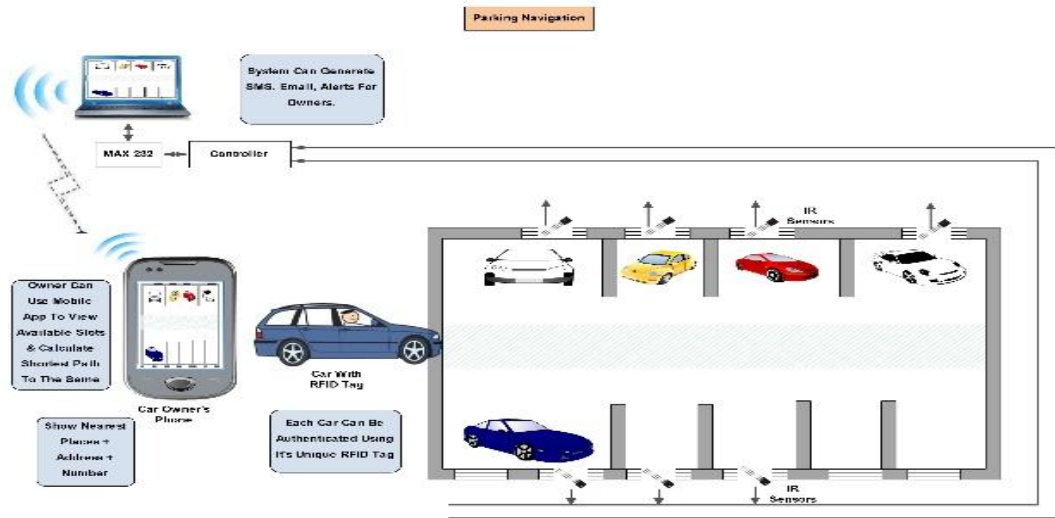 Parking Navigation
System Can Generate
SMS, Email, Alerts For
Owners.
MAX 232
Controller
IR
Sensors
Owner Can
Use Mobile
App To View
Available Slots
& Calculate
Shortest Path
To The Same
Car With
RFID Tag
Car Owner's
Phone
Show Nearest
Places +
Address +
Number
Each Car Can Be
Authenticated Using
It's Unique RFID Tag
IR
Sensors